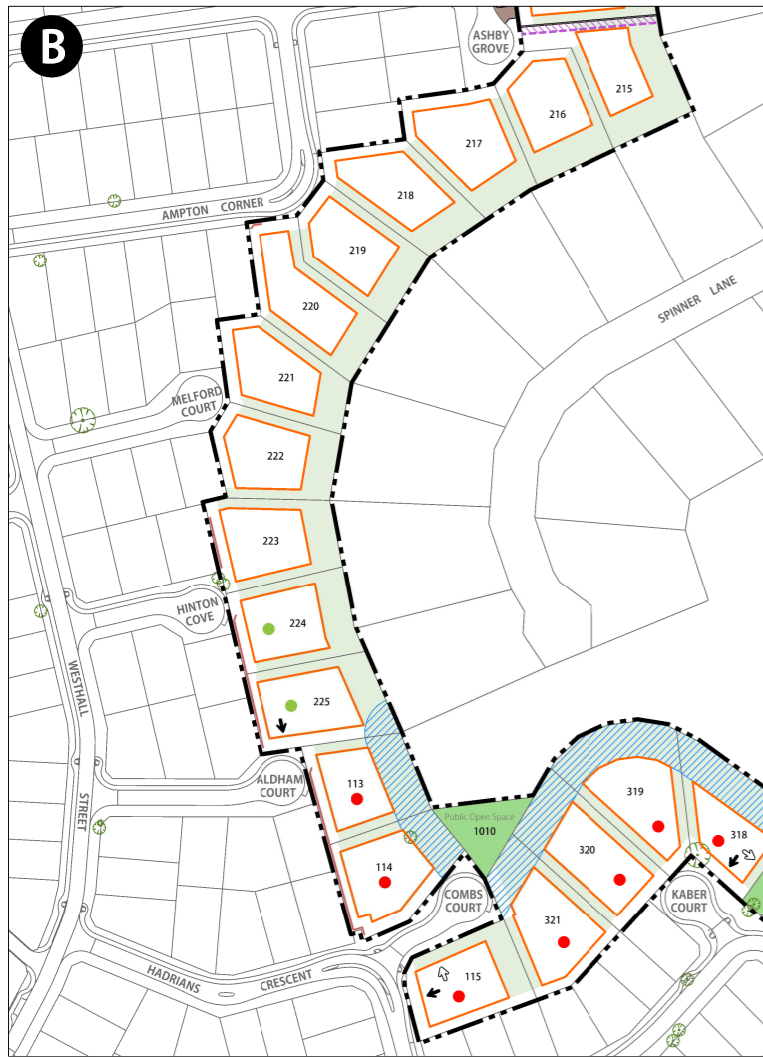 B
ASHBY
GROVE
215
216
217
218
AMPTON CORNER
219
220
SPINNER LANE
221
MELFORD
COURT
222
223
HINTON
COVE
224
WESTHALL
STREET
225
ALDHAM
COURT
113
319
Public Open Space
1010
318
320
114
COMBS
COURT
KABER
COURT
321
HADRIANS CRESCENT
115